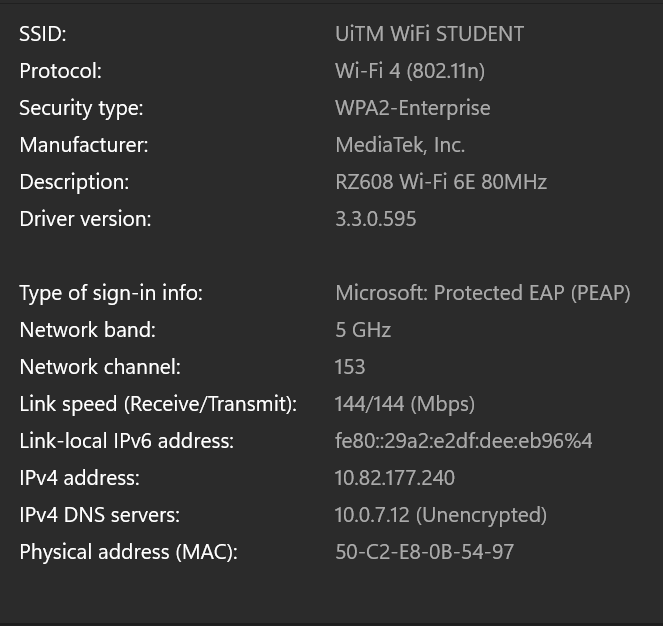 SSID: UiTM WiFi STUDENT
Protocol: Wi-Fi 4 (802.11n)
Security type: WPA2-Enterprise
Manufacturer: MediaTek, Inc.
Description: RZ608 Wi-Fi 6E 80MHz
Driver version: 3.3.0.595
Type of sign-in info: Microsoft: Protected EAP (PEAP)
Network band: 5 GHz
Network channel: 153
Link speed (Receive/Transmit): 144/144 (Mbps)
Link-local IPv6 address: fe80::29a2:e2df:dee:eb96%4
IPv4 address: 10.82.177.240
IPv4 DNS servers: 10.0.7.12 (Unencrypted)
Physical address (MAC): 50-C2-E8-0B-54-97